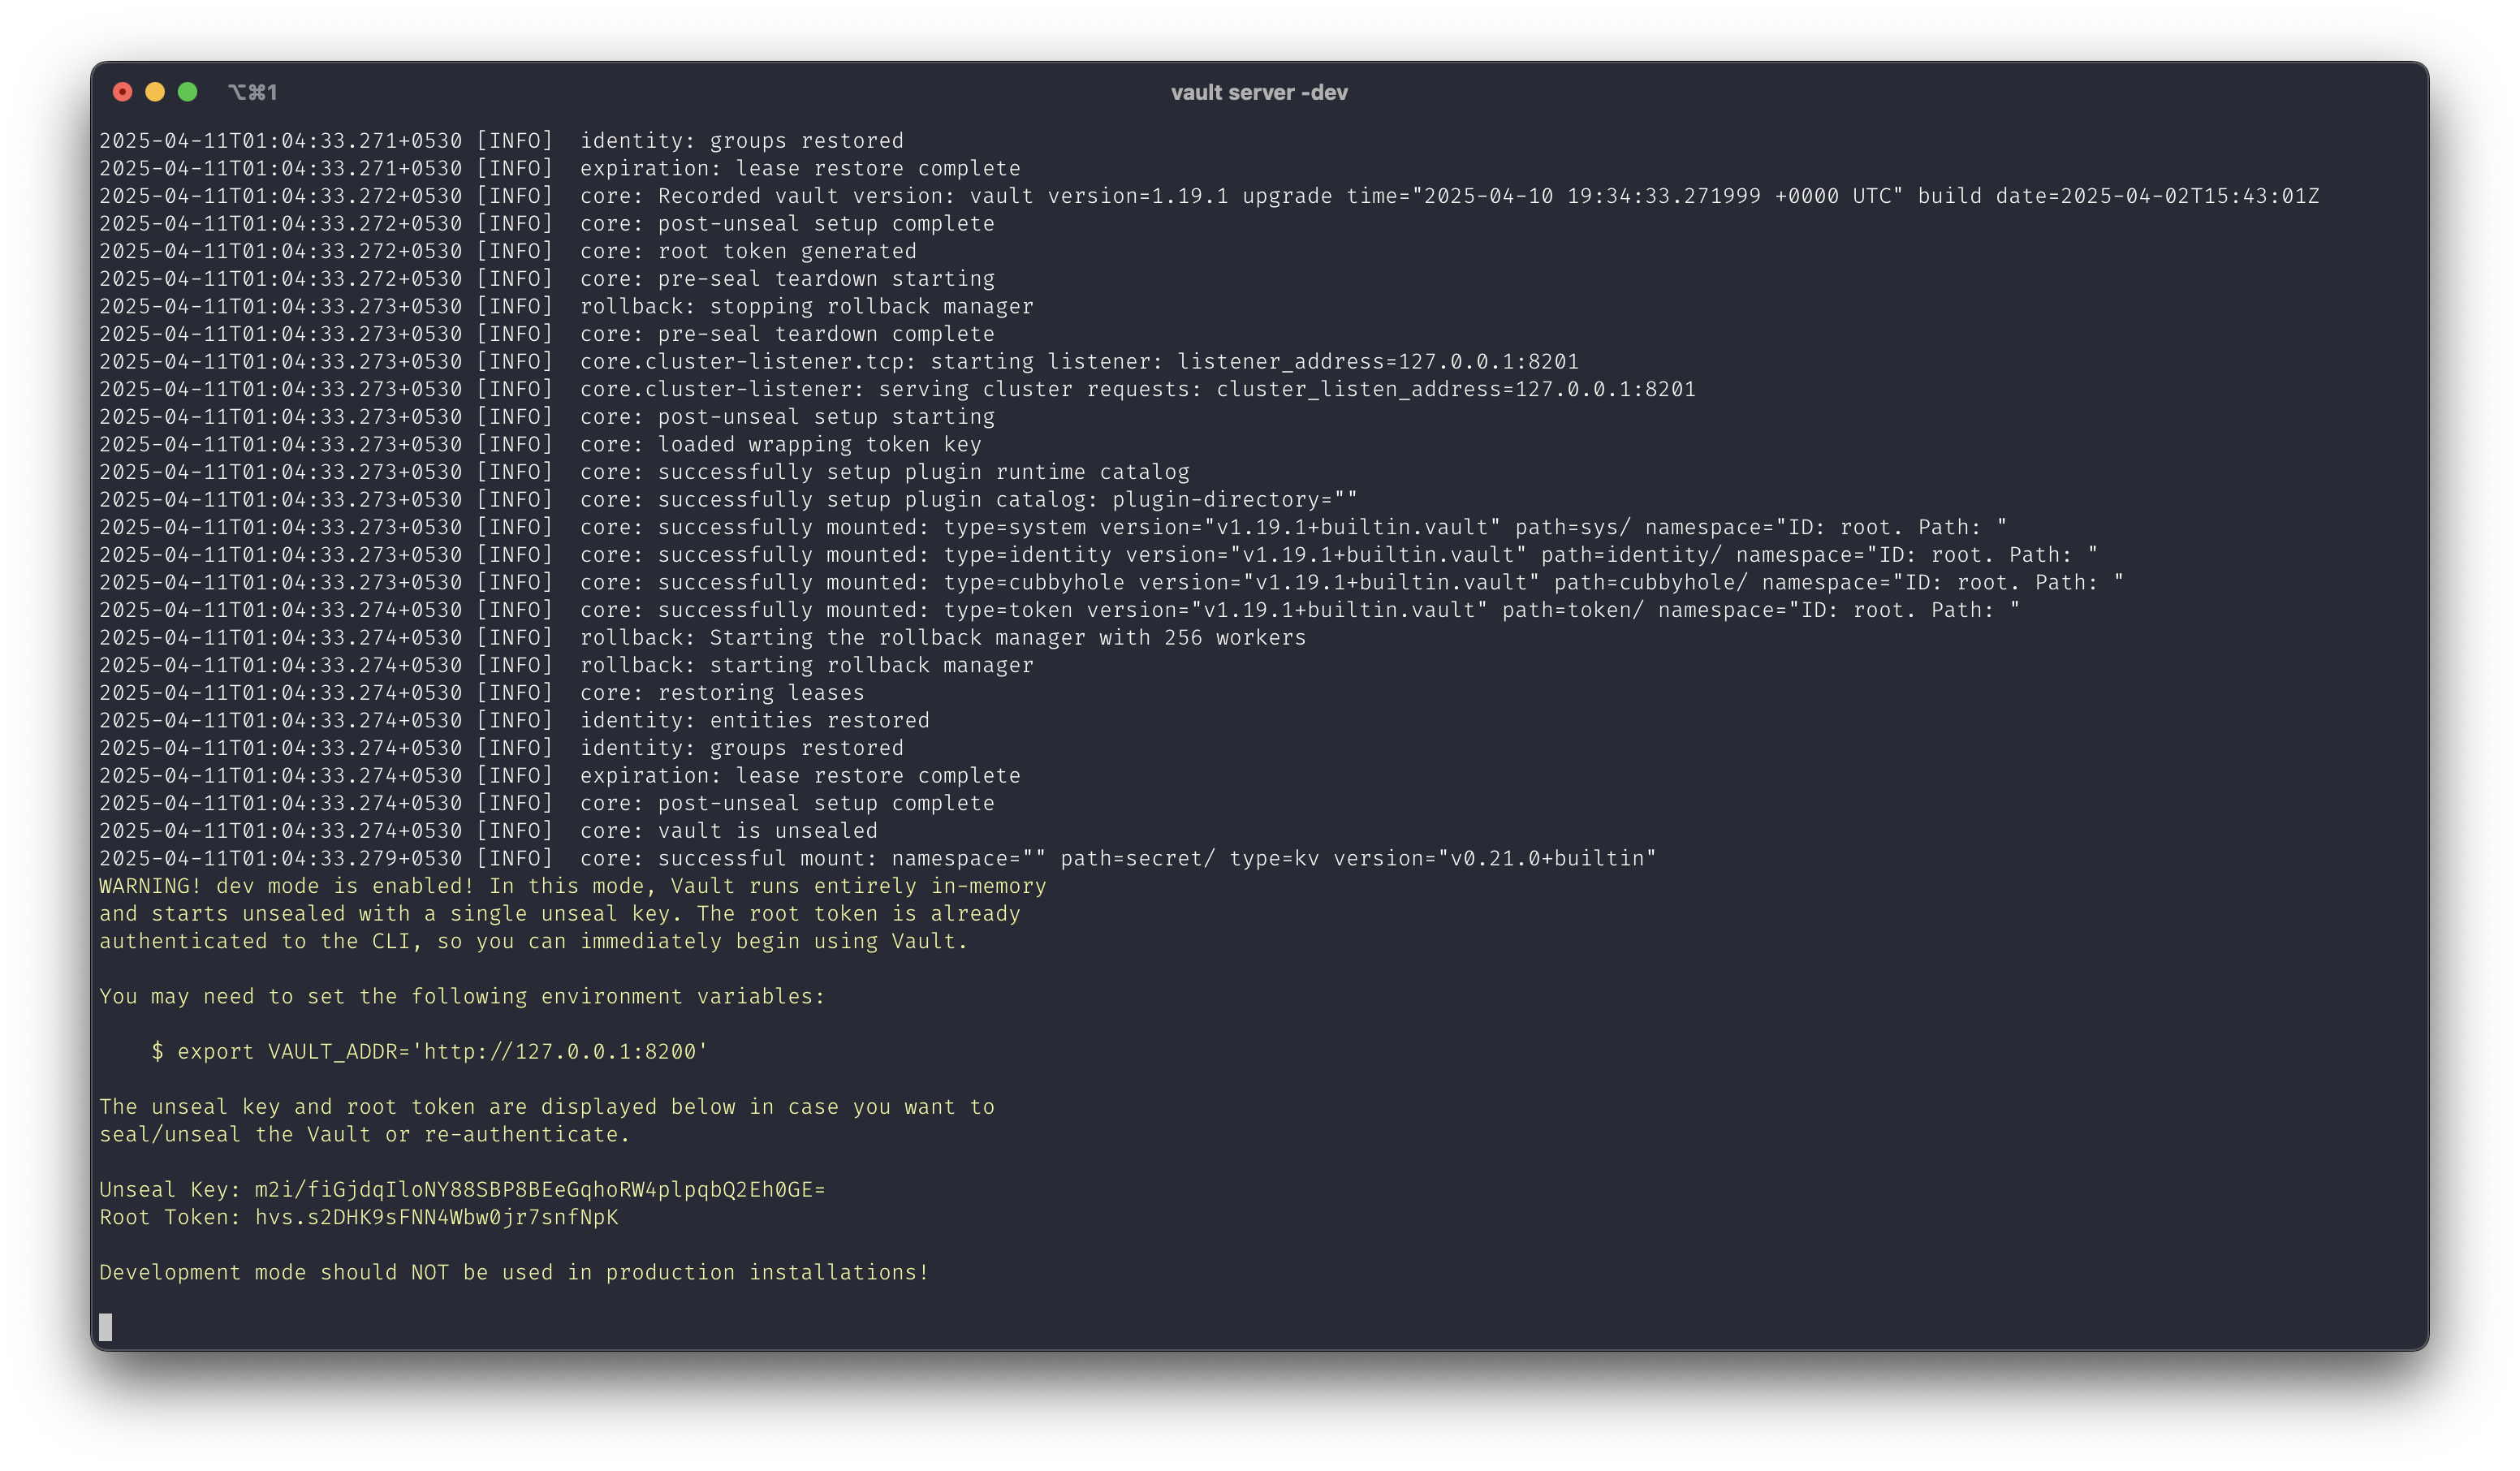 ⌥⌘1
vault server -dev
2025-04-11T01:04:33.271+0530 [INFO]  identity: groups restored
2025-04-11T01:04:33.271+0530 [INFO]  expiration: lease restore complete
2025-04-11T01:04:33.272+0530 [INFO]  core: Recorded vault version: vault version=1.19.1 upgrade time="2025-04-10 19:34:33.271999 +0000 UTC" build date=2025-04-02T15:43:01Z
2025-04-11T01:04:33.272+0530 [INFO]  core: post-unseal setup complete
2025-04-11T01:04:33.272+0530 [INFO]  core: root token generated
2025-04-11T01:04:33.272+0530 [INFO]  core: pre-seal teardown starting
2025-04-11T01:04:33.273+0530 [INFO]  rollback: stopping rollback manager
2025-04-11T01:04:33.273+0530 [INFO]  core: pre-seal teardown complete
2025-04-11T01:04:33.273+0530 [INFO]  core.cluster-listener.tcp: starting listener: listener_address=127.0.0.1:8201
2025-04-11T01:04:33.273+0530 [INFO]  core.cluster-listener: serving cluster requests: cluster_listen_address=127.0.0.1:8201
2025-04-11T01:04:33.273+0530 [INFO]  core: post-unseal setup starting
2025-04-11T01:04:33.273+0530 [INFO]  core: loaded wrapping token key
2025-04-11T01:04:33.273+0530 [INFO]  core: successfully setup plugin runtime catalog
2025-04-11T01:04:33.273+0530 [INFO]  core: successfully setup plugin catalog: plugin-directory=""
2025-04-11T01:04:33.273+0530 [INFO]  core: successfully mounted: type=system version="v1.19.1+builtin.vault" path=sys/ namespace="ID: root. Path: "
2025-04-11T01:04:33.273+0530 [INFO]  core: successfully mounted: type=identity version="v1.19.1+builtin.vault" path=identity/ namespace="ID: root. Path: "
2025-04-11T01:04:33.273+0530 [INFO]  core: successfully mounted: type=cubbyhole version="v1.19.1+builtin.vault" path=cubbyhole/ namespace="ID: root. Path: "
2025-04-11T01:04:33.274+0530 [INFO]  core: successfully mounted: type=token version="v1.19.1+builtin.vault" path=token/ namespace="ID: root. Path: "
2025-04-11T01:04:33.274+0530 [INFO]  rollback: Starting the rollback manager with 256 workers
2025-04-11T01:04:33.274+0530 [INFO]  rollback: starting rollback manager
2025-04-11T01:04:33.274+0530 [INFO]  core: restoring leases
2025-04-11T01:04:33.274+0530 [INFO]  identity: entities restored
2025-04-11T01:04:33.274+0530 [INFO]  identity: groups restored
2025-04-11T01:04:33.274+0530 [INFO]  expiration: lease restore complete
2025-04-11T01:04:33.274+0530 [INFO]  core: post-unseal setup complete
2025-04-11T01:04:33.274+0530 [INFO]  core: vault is unsealed
2025-04-11T01:04:33.279+0530 [INFO]  core: successful mount: namespace="" path=secret/ type=kv version="v0.21.0+builtin"
WARNING! dev mode is enabled! In this mode, Vault runs entirely in-memory
and starts unsealed with a single unseal key. The root token is already
authenticated to the CLI, so you can immediately begin using Vault.
You may need to set the following environment variables:
    $ export VAULT_ADDR='http://127.0.0.1:8200'
The unseal key and root token are displayed below in case you want to
seal/unseal the Vault or re-authenticate.
Unseal Key: m2i/fiGjdqIloNY88SBP8BEeGqhoRW4plpqbQ2Eh0GE=
Root Token: hvs.s2DHK9sFNN4Wbw0jr7snfNpK
Development mode should NOT be used in production installations!